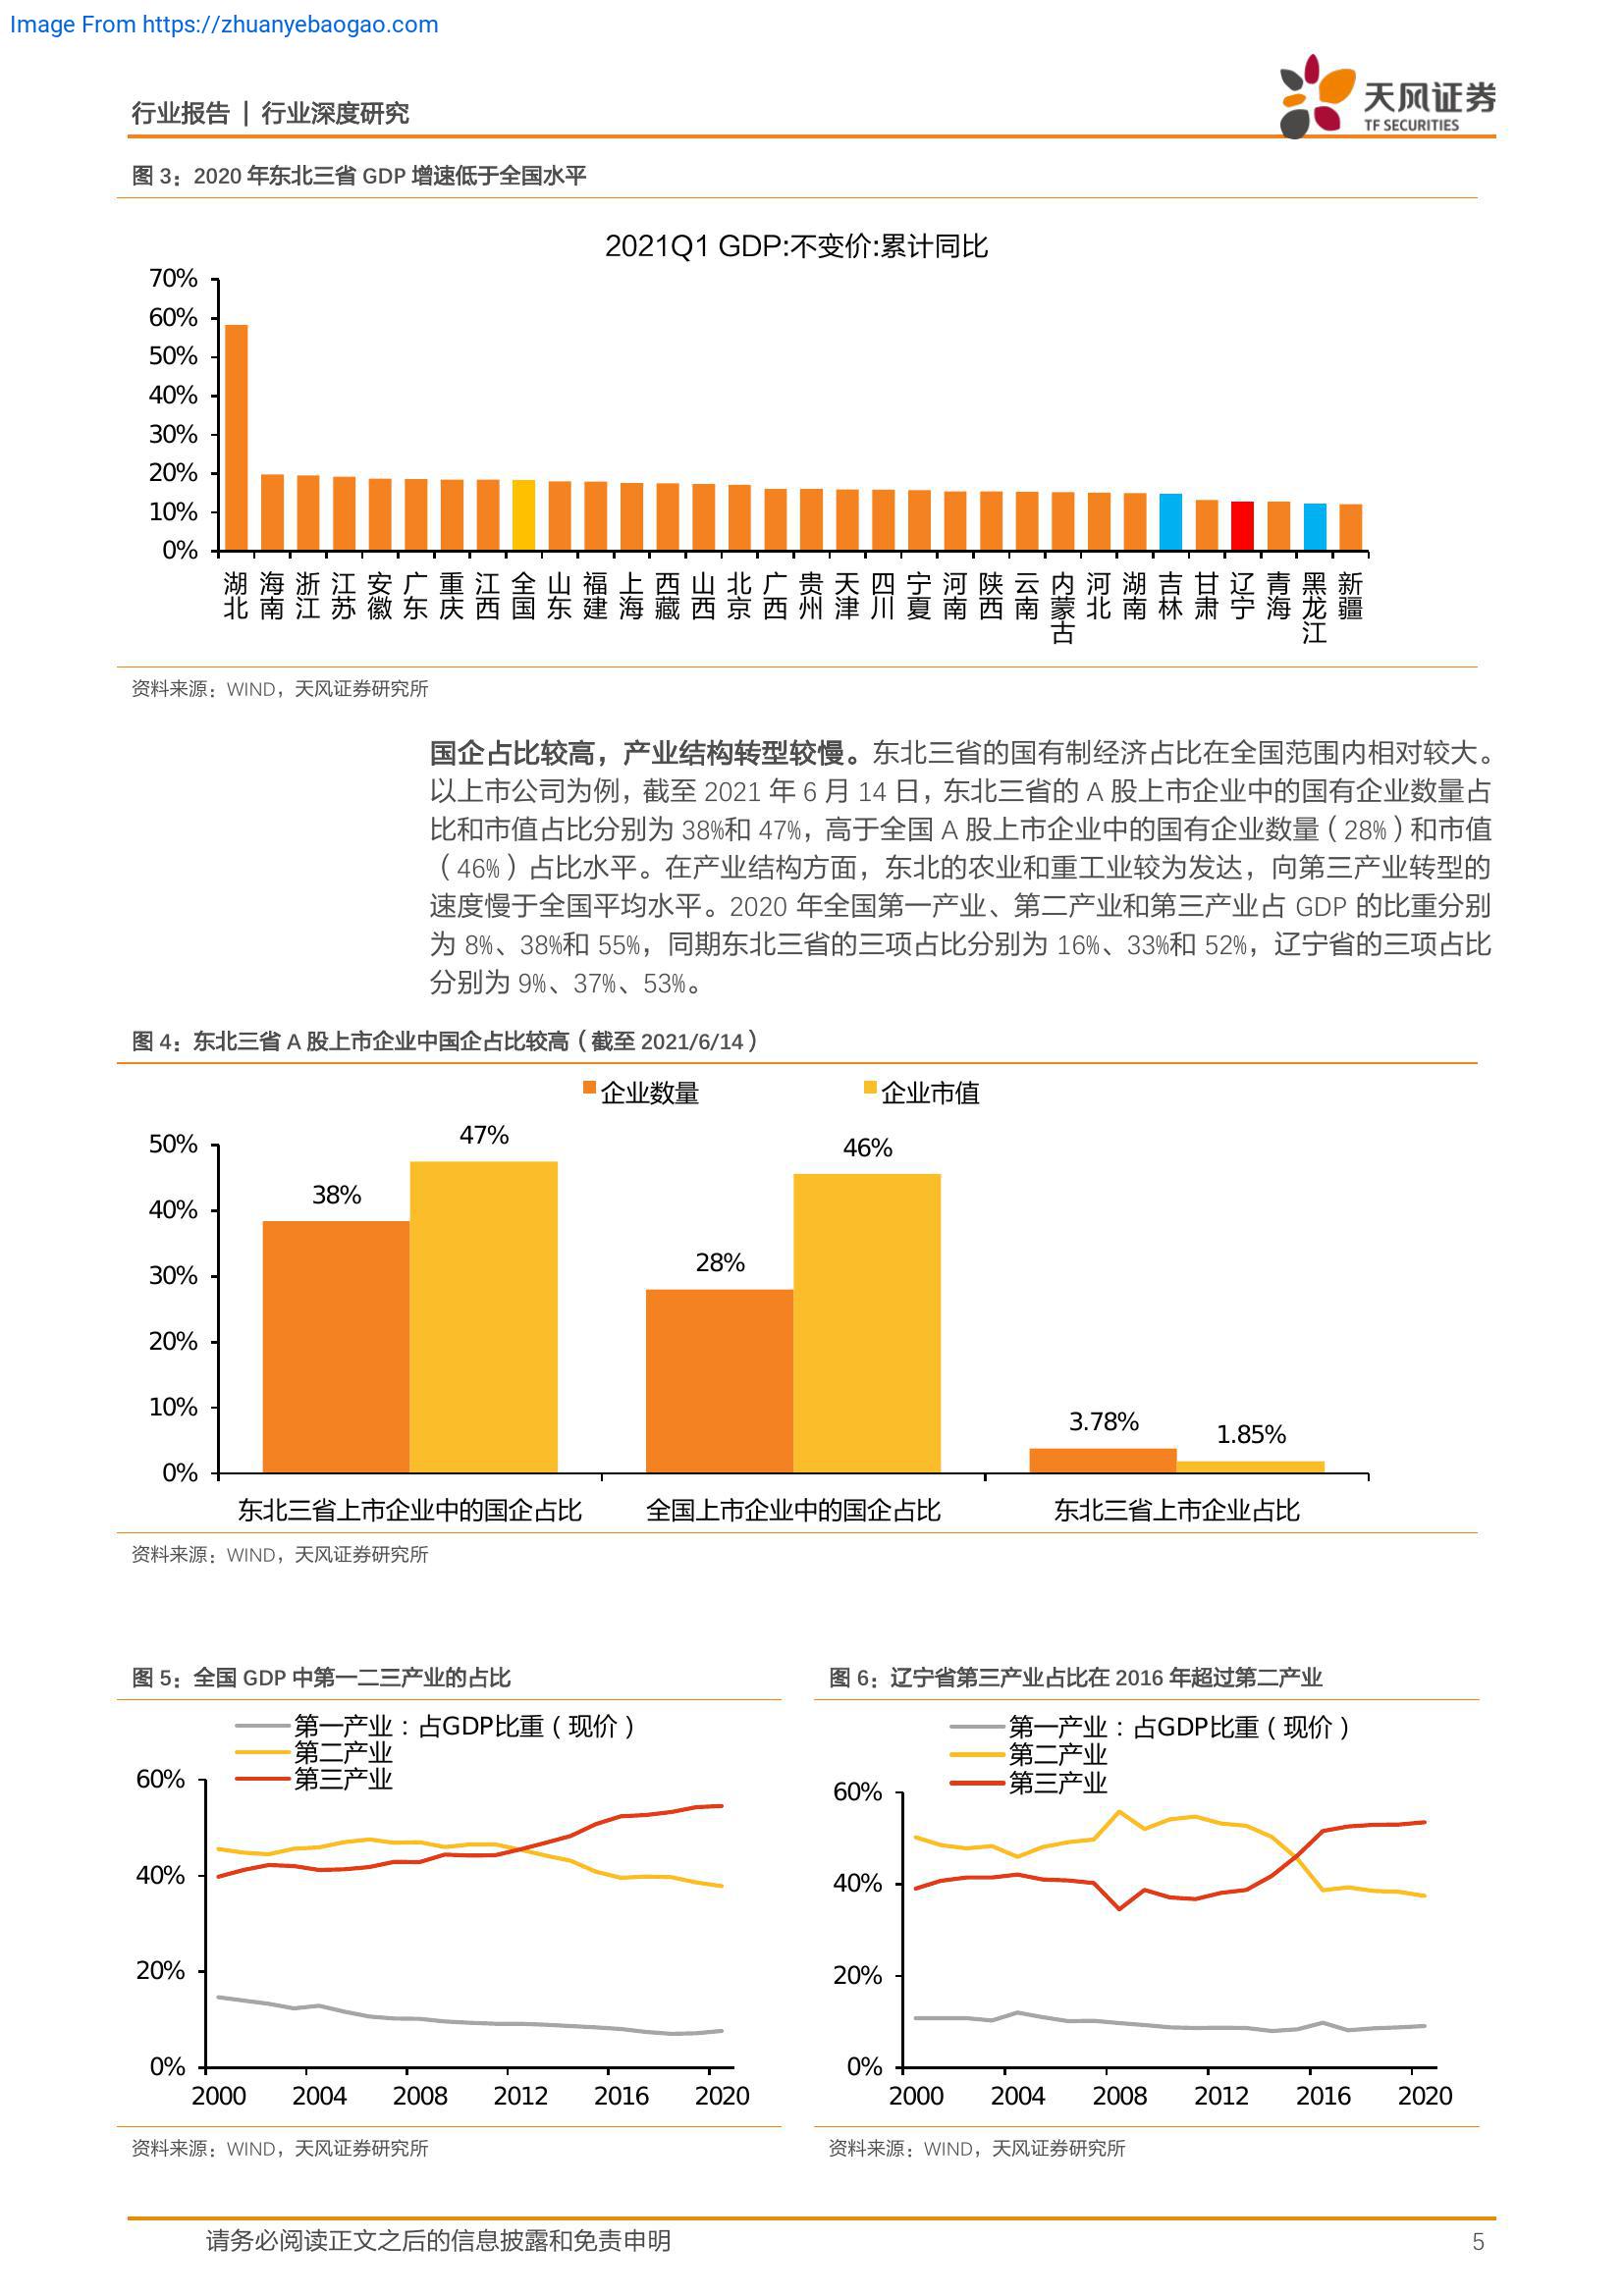 Image From https://zhuanyebaogao.com
行业报告 | 行业深度研究
天风证券
TF SECURITIES
图 3：2020 年东北三省 GDP 增速低于全国水平
2021Q1 GDP:不变价:累计同比
70%
60%
50%
40%
30%
20%
10%
0%
湖北 海南 浙江 江苏 安徽 广东 重庆 江西 全国 山东 福建 上海 西藏 山西 北京 广西 贵州 天津 四川 宁夏 河南 陕西 云南 内蒙古 河北 湖南 吉林 甘肃 辽宁 青海 黑龙江 新疆
资料来源：WIND，天风证券研究所
国企占比较高，产业结构转型较慢。东北三省的国有制经济占比在全国范围内相对较大。
以上市公司为例，截至 2021 年 6 月 14 日，东北三省的 A 股上市企业中的国有企业数量占
比和市值占比分别为 38%和 47%，高于全国 A 股上市企业中的国有企业数量（28%）和市值
（46%）占比水平。在产业结构方面，东北的农业和重工业较为发达，向第三产业转型的
速度慢于全国平均水平。2020 年全国第一产业、第二产业和第三产业占 GDP 的比重分别
为 8%、38%和 55%，同期东北三省的三项占比分别为 16%、33%和 52%，辽宁省的三项占比
分别为 9%、37%、53%。
图 4：东北三省 A 股上市企业中国企占比较高（截至 2021/6/14）
企业数量 企业市值
50%
40%
30%
20%
10%
0%
38% 47% 28% 46% 3.78% 1.85%
东北三省上市企业中的国企占比 全国上市企业中的国企占比 东北三省上市企业占比
资料来源：WIND，天风证券研究所
图 5：全国 GDP 中第一二三产业的占比
第一产业：占GDP比重（现价）
第二产业
第三产业
60%
40%
20%
0%
2000 2004 2008 2012 2016 2020
资料来源：WIND，天风证券研究所
图 6：辽宁省第三产业占比在 2016 年超过第二产业
第一产业：占GDP比重（现价）
第二产业
第三产业
60%
40%
20%
0%
2000 2004 2008 2012 2016 2020
资料来源：WIND，天风证券研究所
请务必阅读正文之后的信息披露和免责申明 5